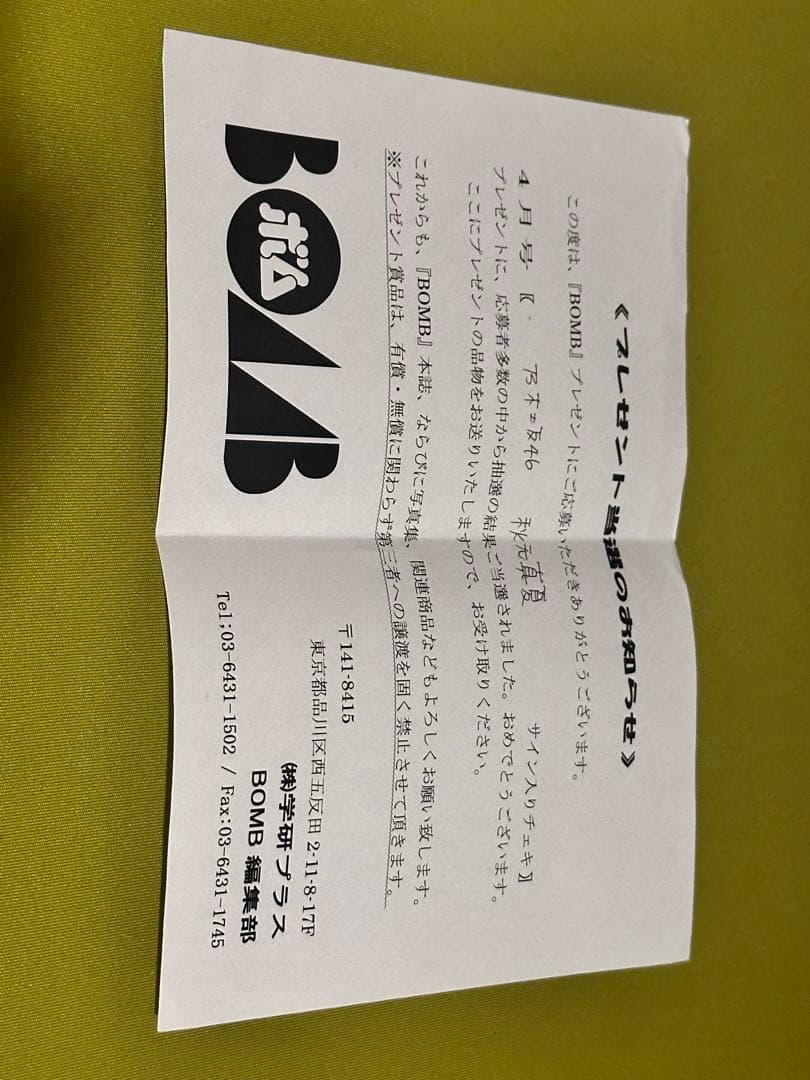 《プレゼント当選のお知らせ》
この度は、『BOMB』プレゼントにご応募いただきありがとうございます。
4月号〖・ 乃木坂46 秋元真夏 サイン入りチェキ〗
プレゼントに、応募者多数の中から抽選の結果ご当選されました。おめでとうございます。
ここにプレゼントの品物をお送りいたしますので、お受け取りください。
これからも、『BOMB』本誌、ならびに写真集、関連商品などもよろしくお願い致します。
※プレゼント賞品は、有償・無償に関わらず第三者への譲渡を固く禁止させて頂きます。
BOMB
ボム
〒141-8415
東京都品川区西五反田 2-11-8-17F
㈱学研プラス
BOMB 編集部
Tel;03-6431-1502 / Fax:03-6431-1745